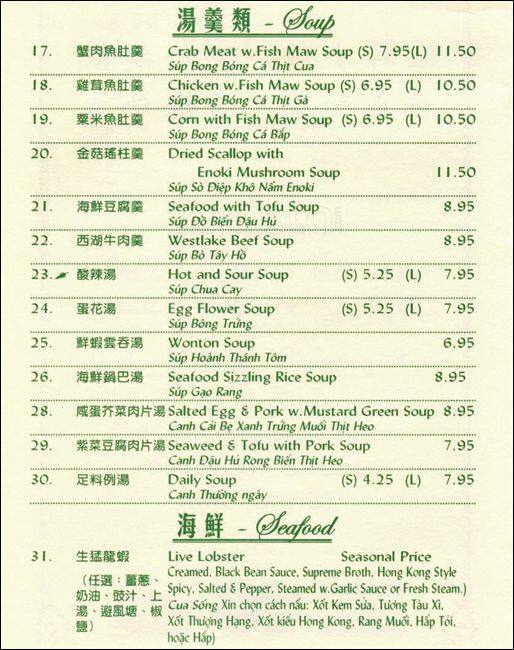 湯羹類 - Soup
17. 蟹肉魚肚羹 Crab Meat w.Fish Maw Soup (S) 7.95(L) 11.50
Súp Bong Bóng Cá Thịt Cua
18. 雞茸魚肚羹 Chicken w.Fish Maw Soup (S) 6.95 (L) 10.50
Súp Bong Bóng Cá Thịt Gà
19. 粟米魚肚羹 Corn with Fish Maw Soup (S) 6.95 (L) 10.50
Súp Bong Bóng Cá Bắp
20. 金菇瑤柱羹 Dried Scallop with
Enoki Mushroom Soup 11.50
Súp Sò Điệp Khô Nấm Enoki
21. 海鮮豆腐羹 Seafood with Tofu Soup 8.95
Súp Đồ Biển Đậu Hủ
22. 西湖牛肉羹 Westlake Beef Soup 8.95
Súp Bò Tây Hồ
23. 酸辣湯 Hot and Sour Soup (S) 5.25 (L) 7.95
Súp Chua Cay
24. 蛋花湯 Egg Flower Soup (S) 5.25 (L) 7.95
Súp Bông Trứng
25. 鮮蝦雲吞湯 Wonton Soup 6.95
Súp Hoành Thánh Tôm
26. 海鮮鍋巴湯 Seafood Sizzling Rice Soup 8.95
Súp Gạo Rang
28. 咸蛋芥菜肉片湯 Salted Egg & Pork w.Mustard Green Soup 8.95
Canh Cải Bẹ Xanh Trứng Muối Thịt Heo
29. 紫菜豆腐肉片湯 Seaweed & Tofu with Pork Soup 7.95
Canh Đậu Hủ Rong Biển Thịt Heo
30. 足料例湯 Daily Soup (S) 4.25 (L) 7.95
Canh Thường ngày
海鮮 - Seafood
31. 生猛龍蝦 Live Lobster Seasonal Price
(任選：薑蔥、
奶油、豉汁、上
湯、避風塘、椒
鹽)
Creamed, Black Bean Sauce, Supreme Broth, Hong Kong Style
Spicy, Salted & Pepper, Steamed w.Garlic Sauce or Fresh Steam.)
Cua Sống Xin chọn cách nấu: Xốt Kem Sữa, Tương Tàu Xì,
Xốt Thượng Hạng, Xốt kiểu Hong Kong, Rang Muối, Hấp Tỏi,
hoặc Hấp)